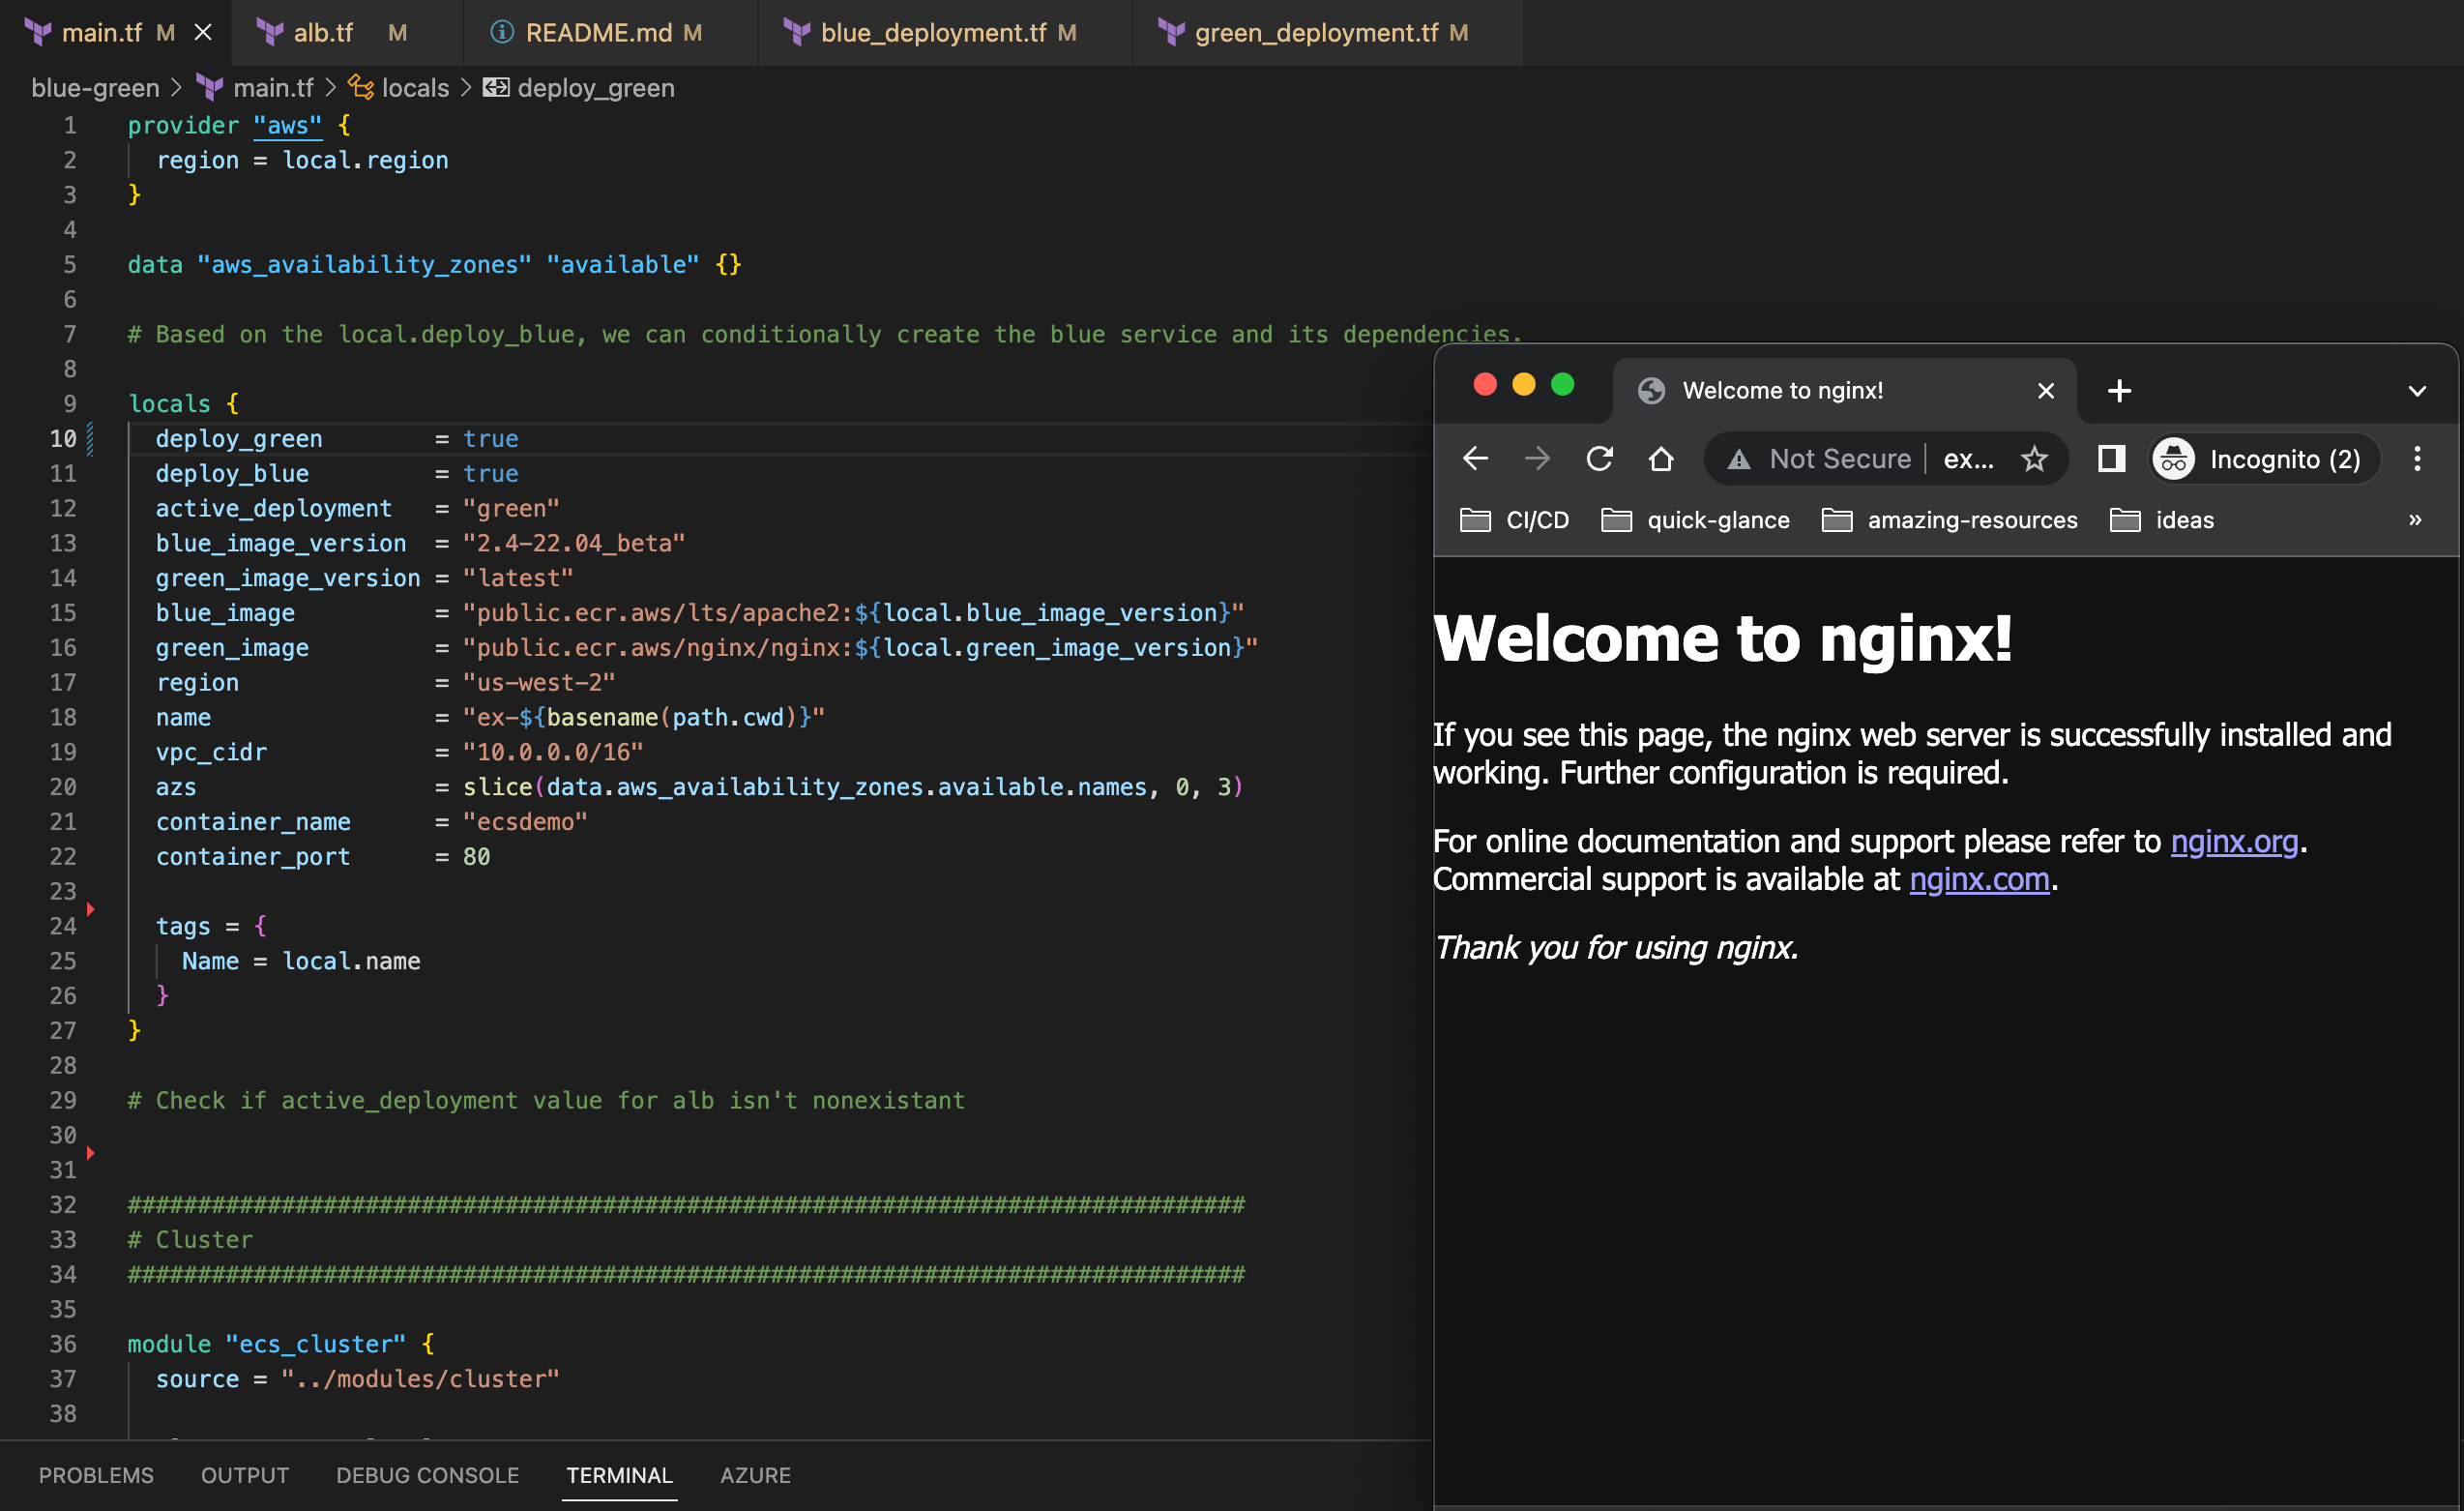 main.tf M
alb.tf M
README.md M
blue_deployment.tf M
green_deployment.tf M
blue-green > main.tf > locals > deploy_green
1 provider "aws" {
2   region = local.region
3 }
4
5 data "aws_availability_zones" "available" {}
6
7 # Based on the local.deploy_blue, we can conditionally create the blue service and its dependencies.
8
9 locals {
10   deploy_green        = true
11   deploy_blue         = true
12   active_deployment   = "green"
13   blue_image_version  = "2.4-22.04_beta"
14   green_image_version = "latest"
15   blue_image          = "public.ecr.aws/lts/apache2:${local.blue_image_version}"
16   green_image         = "public.ecr.aws/nginx/nginx:${local.green_image_version}"
17   region              = "us-west-2"
18   name                = "ex-${basename(path.cwd)}"
19   vpc_cidr            = "10.0.0.0/16"
20   azs                 = slice(data.aws_availability_zones.available.names, 0, 3)
21   container_name      = "ecsdemo"
22   container_port      = 80
23
24   tags = {
25     Name = local.name
26   }
27 }
28
29 # Check if active_deployment value for alb isn't nonexistant
30
31
32 ################################################################################
33 # Cluster
34 ################################################################################
35
36 module "ecs_cluster" {
37   source = "../modules/cluster"
38
PROBLEMS OUTPUT DEBUG CONSOLE TERMINAL AZURE
Welcome to nginx!
Not Secure ex... Incognito (2)
CI/CD quick-glance amazing-resources ideas »
Welcome to nginx!
If you see this page, the nginx web server is successfully installed and
working. Further configuration is required.
For online documentation and support please refer to nginx.org.
Commercial support is available at nginx.com.
Thank you for using nginx.